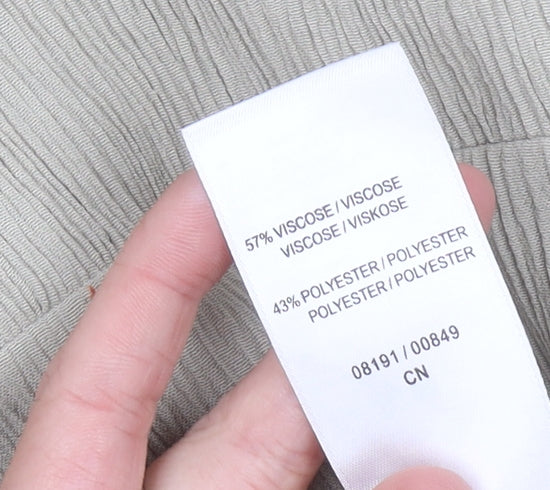 57% VISCOSE / VISCOSE
VISCOSE / VISKOSE
43% POLYESTER / POLYESTER
POLYESTER / POLYESTER
08191 / 00849
CN